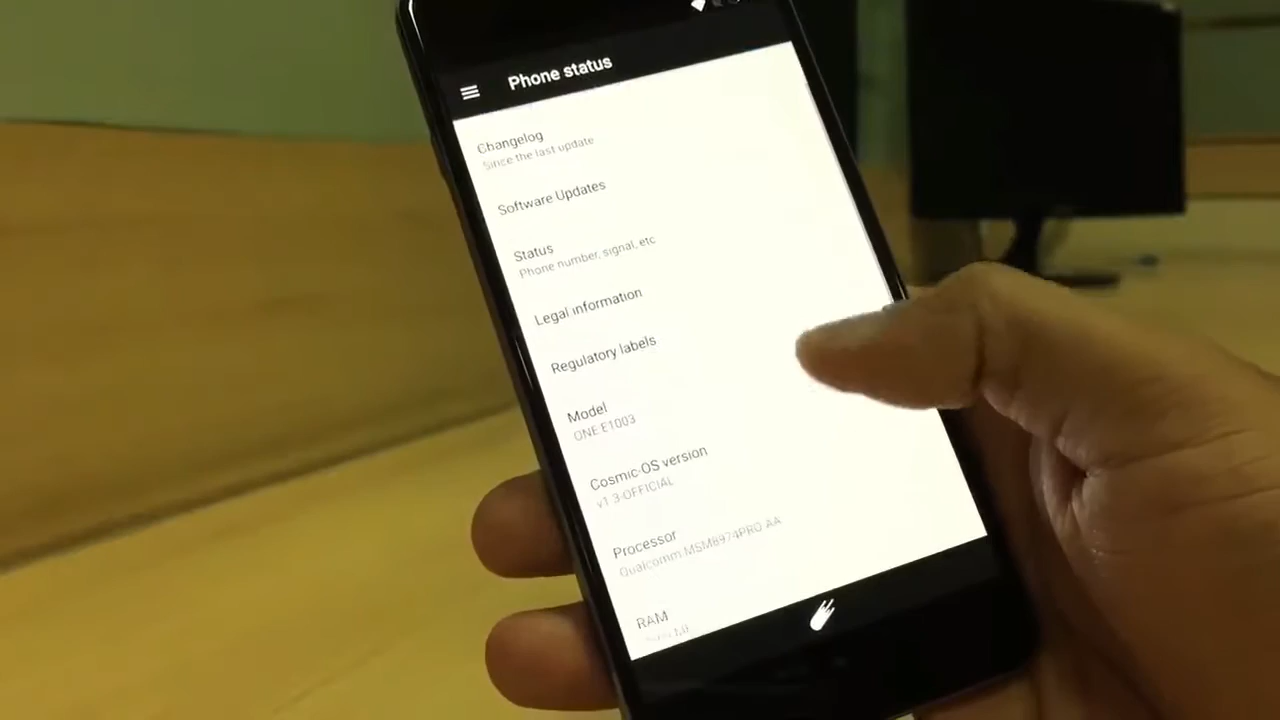 Phone status
Changelog
Since the last update
Software Updates
Status
Phone number, signal, etc
Legal information
Regulatory labels
Model
ONE E1003
Cosmic-OS version
v1.3-OFFICIAL
Processor
Qualcomm MSM8974PRO-AA
RAM